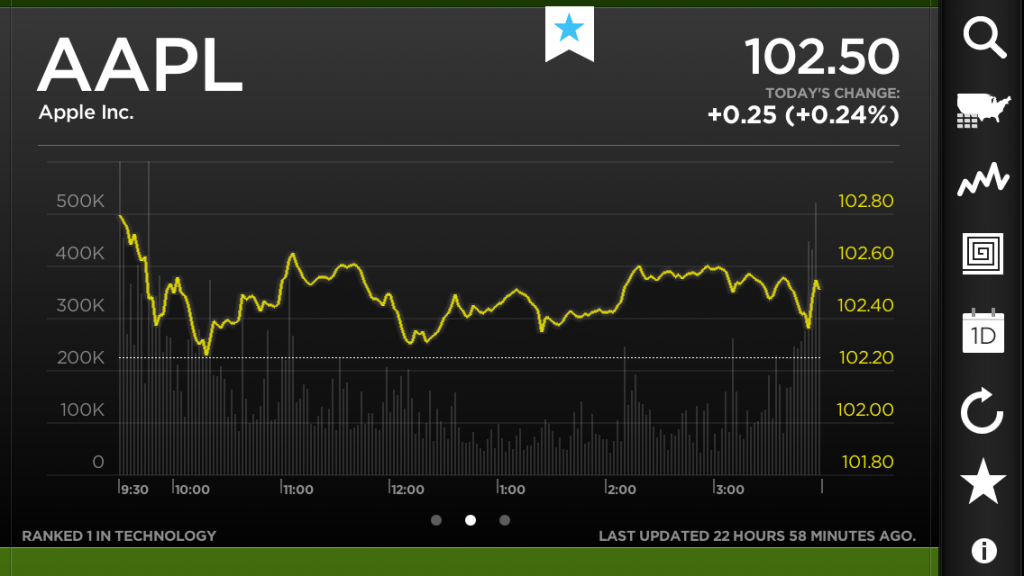 AAPL
Apple Inc.
102.50
TODAY'S CHANGE:
+0.25 (+0.24%)
500K 102.80
400K 102.60
300K 102.40
200K 102.20
100K 102.00
0 101.80
9:30 10:00 11:00 12:00 1:00 2:00 3:00
RANKED 1 IN TECHNOLOGY
LAST UPDATED 22 HOURS 58 MINUTES AGO.
1D
i